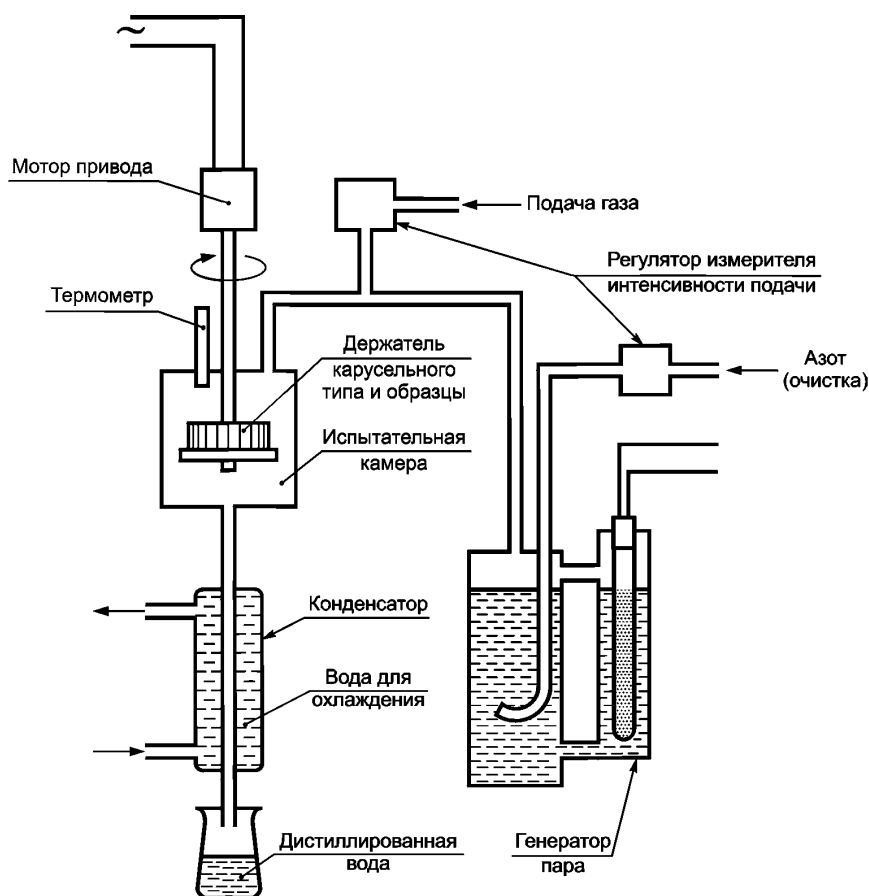 ~
Мотор привода
Подача газа
Регулятор измерителя
интенсивности подачи
Термометр
Держатель
карусельного
типа и образцы
Азот
(очистка)
Испытательная
камера
Конденсатор
Вода для
охлаждения
Дистиллированная
вода
Генератор
пара